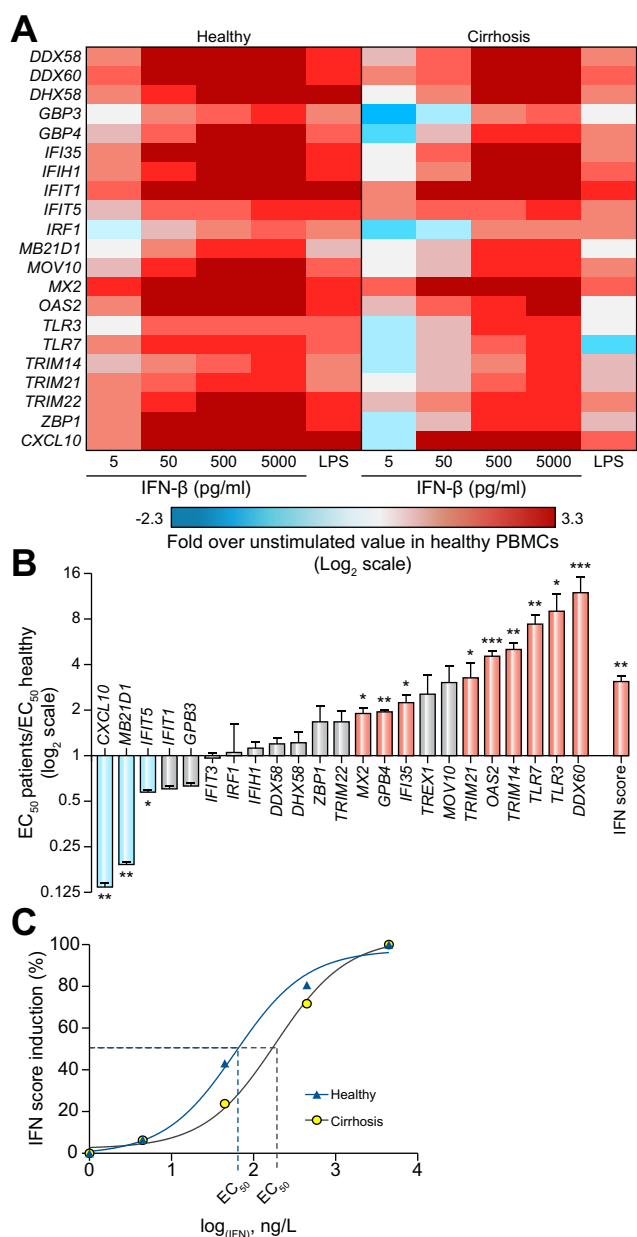 A
Healthy Cirrhosis
DDX58
DDX60
DHX58
GBP3
GBP4
IFI35
IFIH1
IFIT1
IFIT5
IRF1
MB21D1
MOV10
MX2
OAS2
TLR3
TLR7
TRIM14
TRIM21
TRIM22
ZBP1
CXCL10
5 50 500 5000 LPS 5 50 500 5000 LPS
IFN-β (pg/ml) IFN-β (pg/ml)
-2.3 3.3
Fold over unstimulated value in healthy PBMCs
(Log2 scale)
B
EC50 patients/EC50 healthy
(log2 scale)
16
8
4
2
1
0.5
0.25
0.125
CXCL10
MB21D1
IFIT5
IFIT1
GPB3
IFIT3
IRF1
IFIH1
DDX58
DHX58
ZBP1
TRIM22
MX2
GPB4
IFI35
TREX1
MOV10
TRIM21
OAS2
TRIM14
TLR7
TLR3
DDX60
IFN score
** ** * * ** * * *** ** ** * *** **
C
IFN score induction (%)
100
80
60
40
20
0
Healthy
Cirrhosis
0 1 2 3 4
EC50 EC50
log(IFN), ng/L